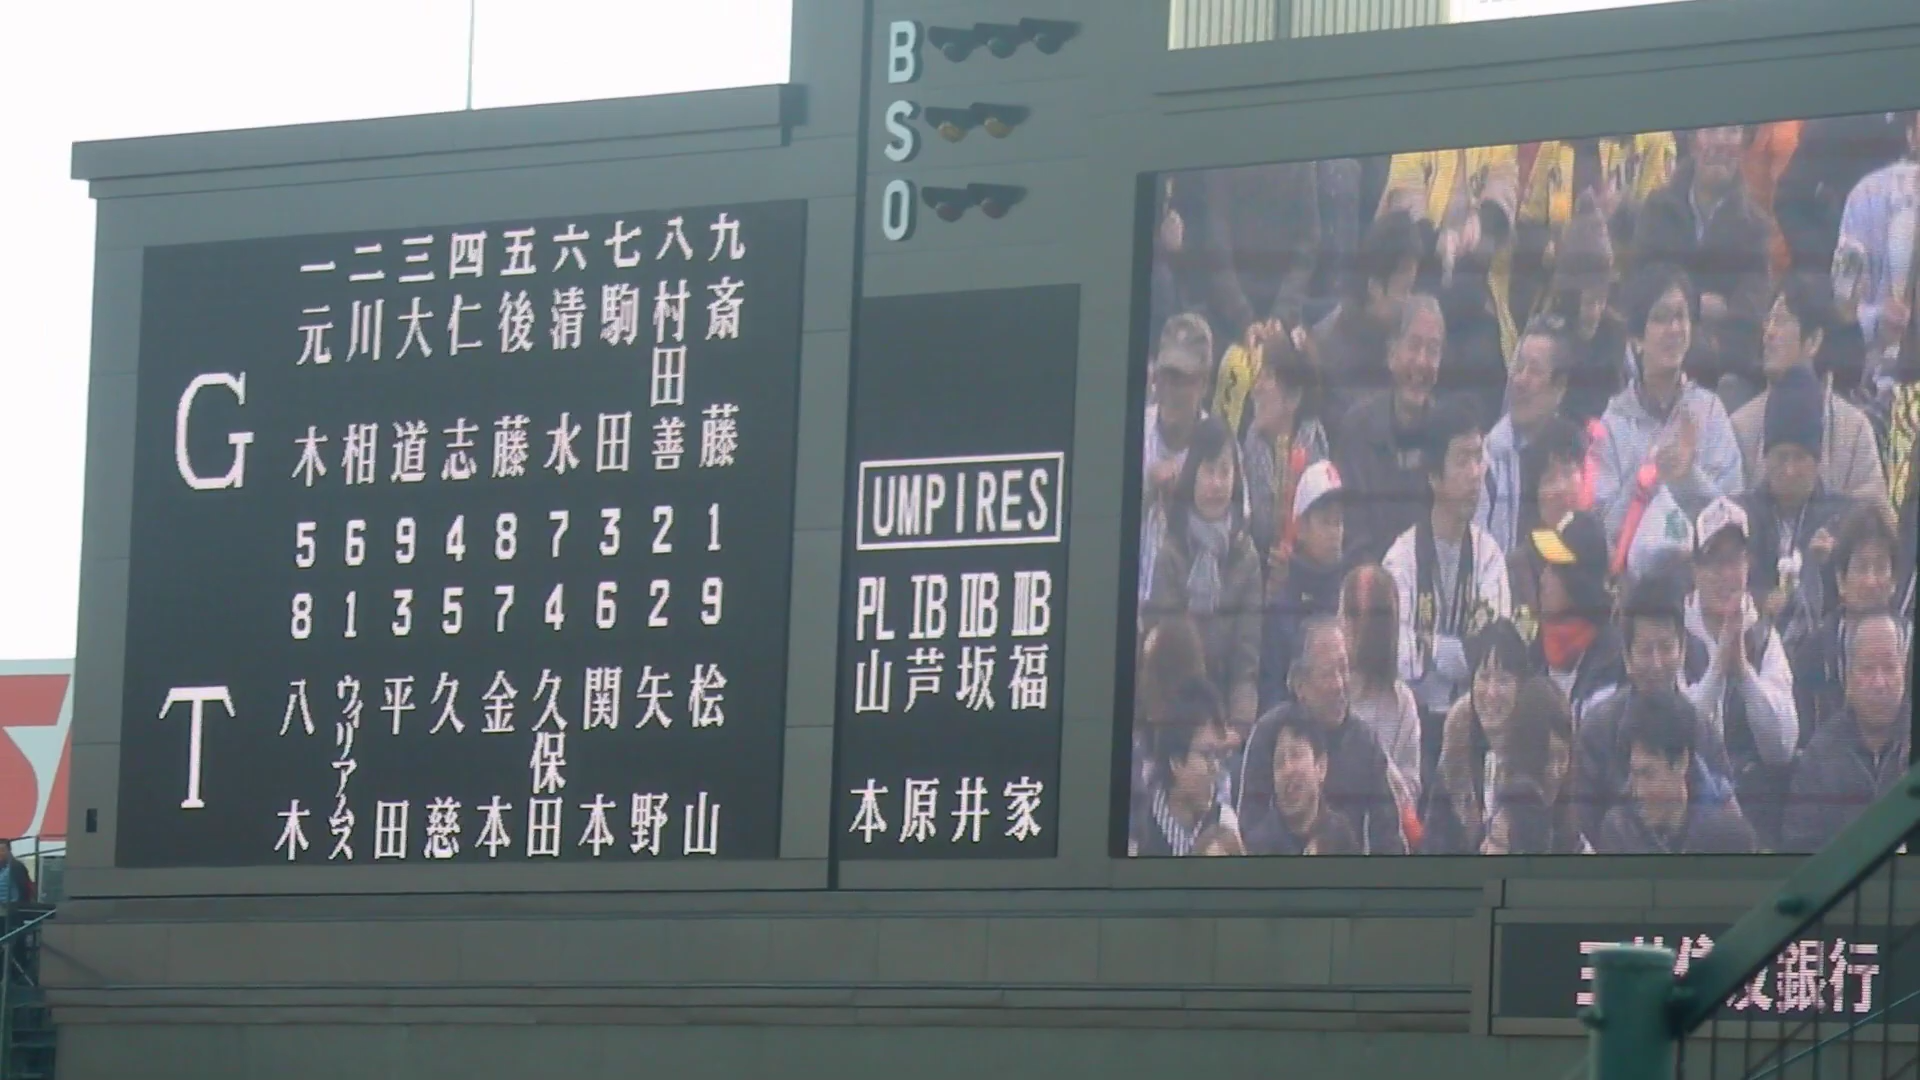 B
S
O
一 二 三 四 五 六 七 八 九
元木 川相 大道 仁志 後藤 清水 駒田 村田善 斎藤
G
5 6 9 4 8 7 3 2 1
8 1 3 5 7 4 6 2 9
T
八木 ウィリアムス 平田 久慈 金本 久保田 関本 矢野 桧山
UMPIRES
PL ⅠB ⅡB ⅢB
山本 芦原 坂井 福家
銀行